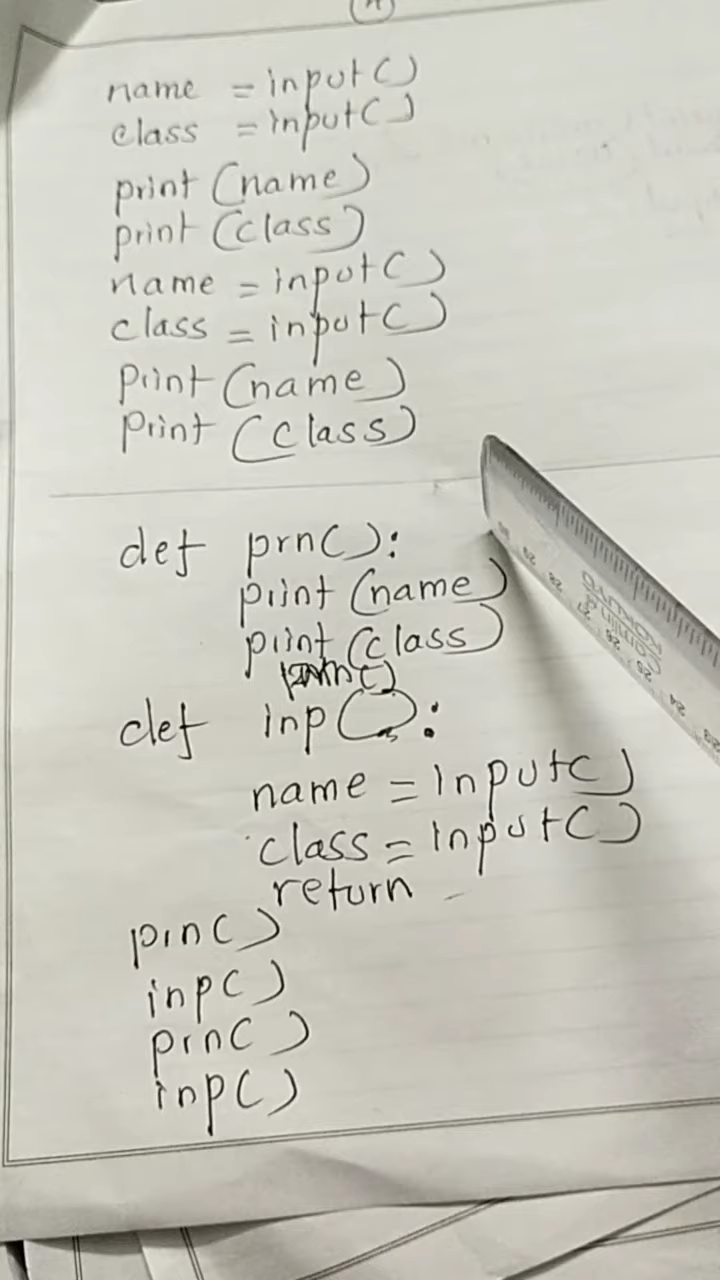 name = input()
class = input()
print (name)
print (class)
name = input()
class = input()
print (name)
print (class)
def prn():
print (name)
print (class)
def inp():
name = input()
class = input()
return
prn()
inp()
prn()
inp()